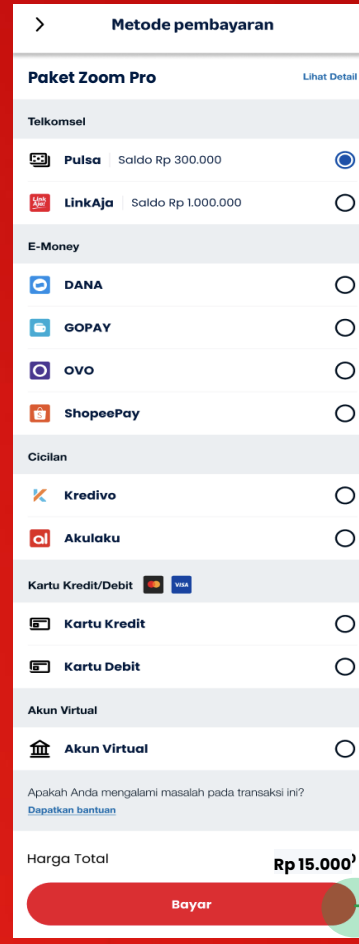 Metode pembayaran
Paket Zoom Pro Lihat Detail
Telkomsel
Pulsa Saldo Rp 300.000
LinkAja! LinkAja Saldo Rp 1.000.000
E-Money
DANA
GOPAY
OVO
ShopeePay
Cicilan
Kredivo
al Akulaku
Kartu Kredit/Debit VISA
Kartu Kredit
Kartu Debit
Akun Virtual
Akun Virtual
Apakah Anda mengalami masalah pada transaksi ini?
Dapatkan bantuan
Harga Total Rp 15.000
Bayar